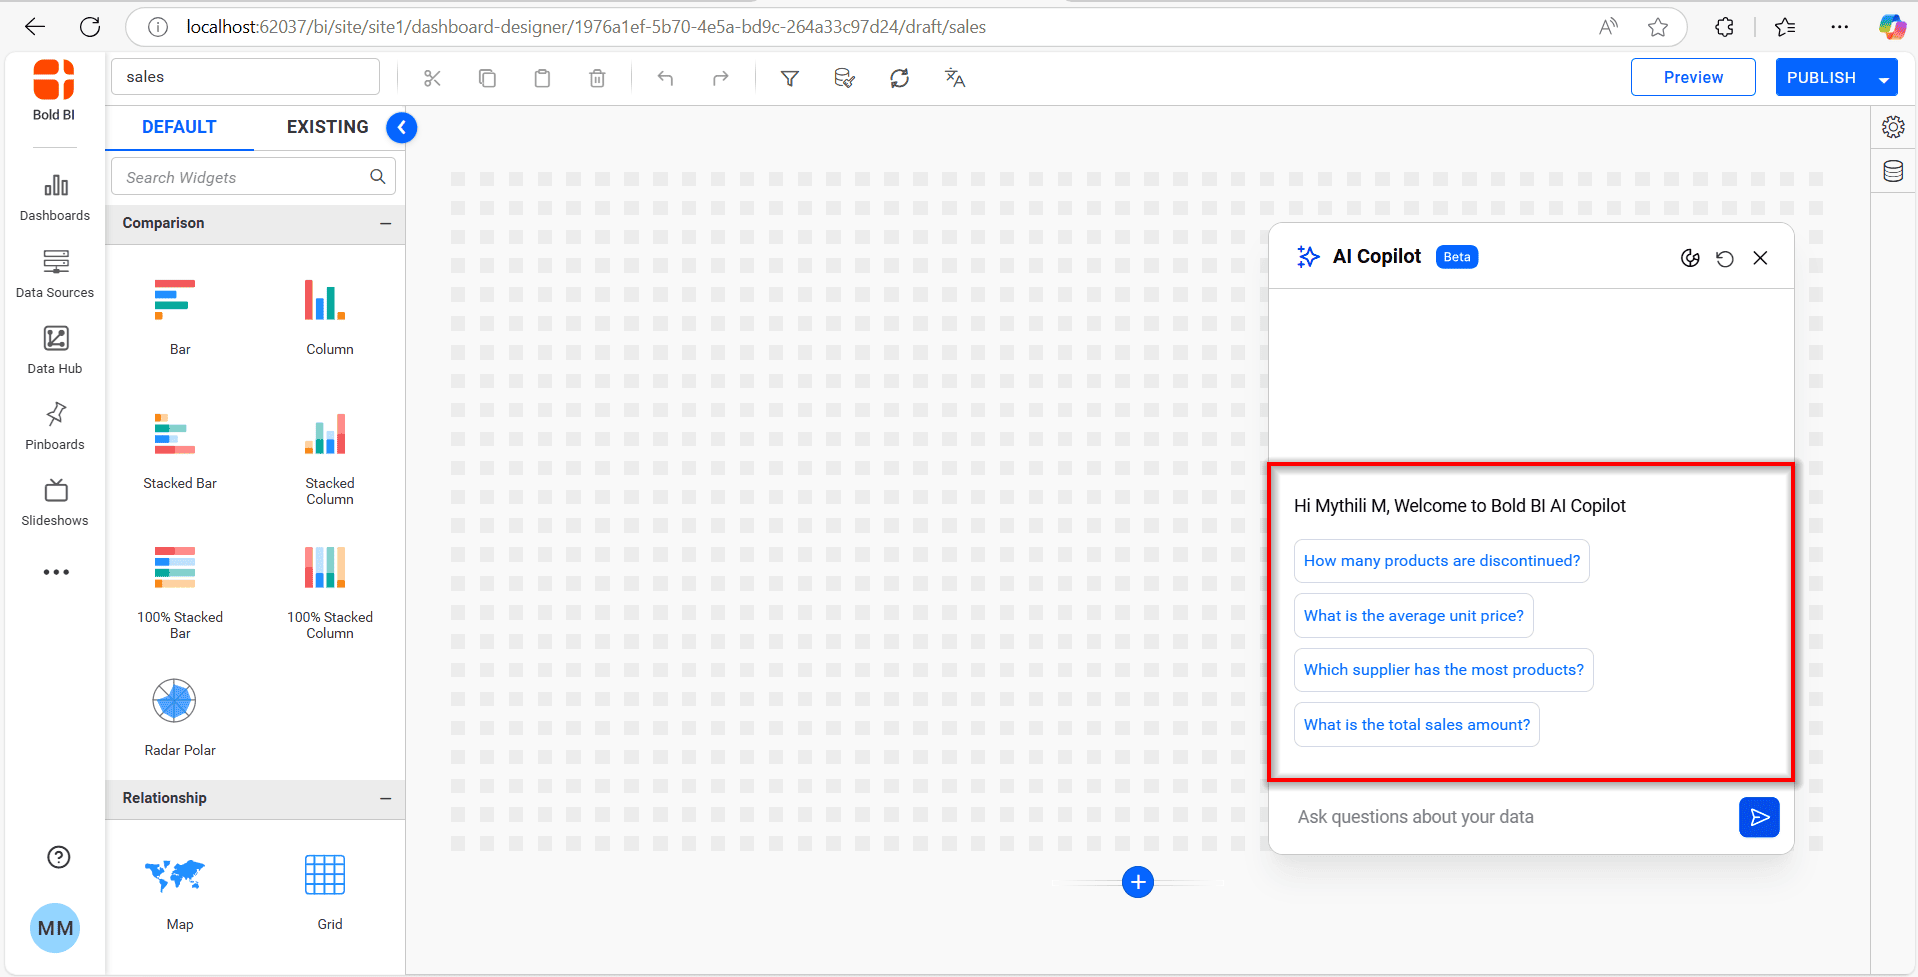 localhost:62037/bi/site/site1/dashboard-designer/1976a1ef-5b70-4e5a-bd9c-264a33c97d24/draft/sales
Bold BI
sales
Preview
PUBLISH
DEFAULT
EXISTING
Search Widgets
Dashboards
Data Sources
Data Hub
Pinboards
Slideshows
MM
Comparison
Bar
Column
Stacked Bar
Stacked
Column
100% Stacked
Bar
100% Stacked
Column
Radar Polar
Relationship
Map
Grid
AI Copilot
Beta
Hi Mythili M, Welcome to Bold BI AI Copilot
How many products are discontinued?
What is the average unit price?
Which supplier has the most products?
What is the total sales amount?
Ask questions about your data